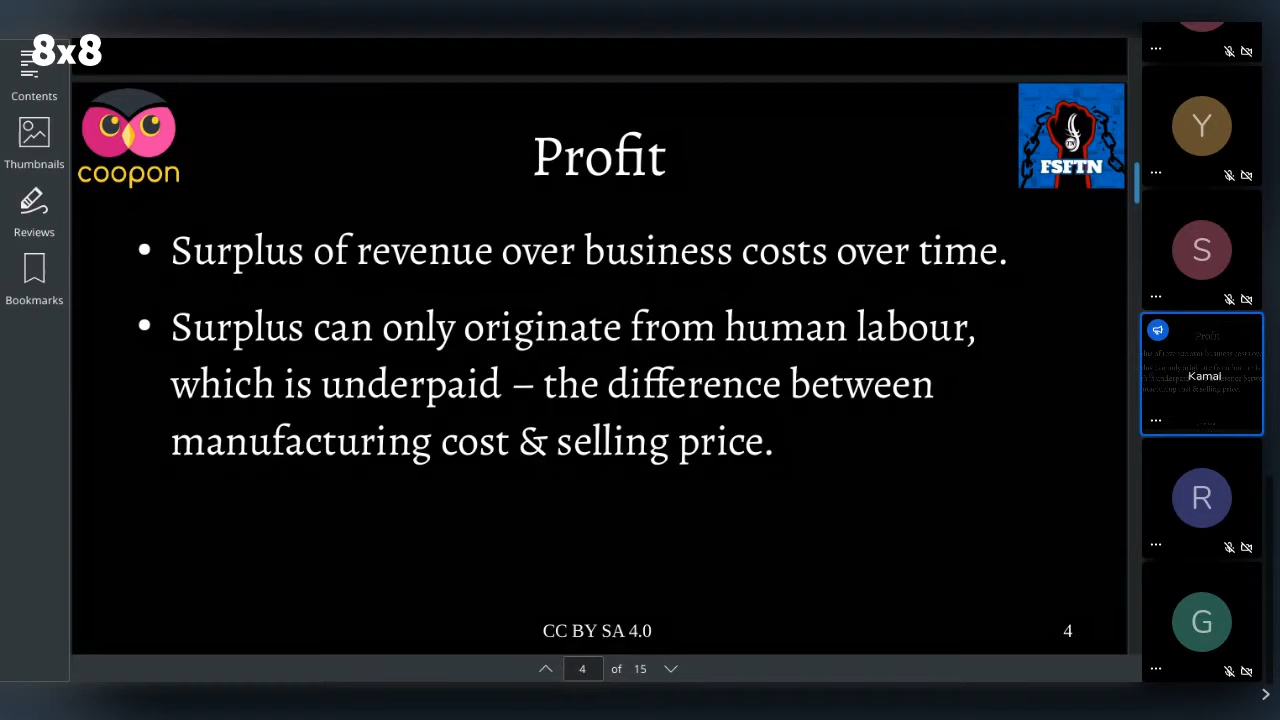 8x8
Contents
Thumbnails
Reviews
Bookmarks
coopon
Profit
FSFTN
• Surplus of revenue over business costs over time.
• Surplus can only originate from human labour,
which is underpaid – the difference between
manufacturing cost & selling price.
CC BY SA 4.0
4
4 of 15
Y
S
Profit
Kamal
R
G